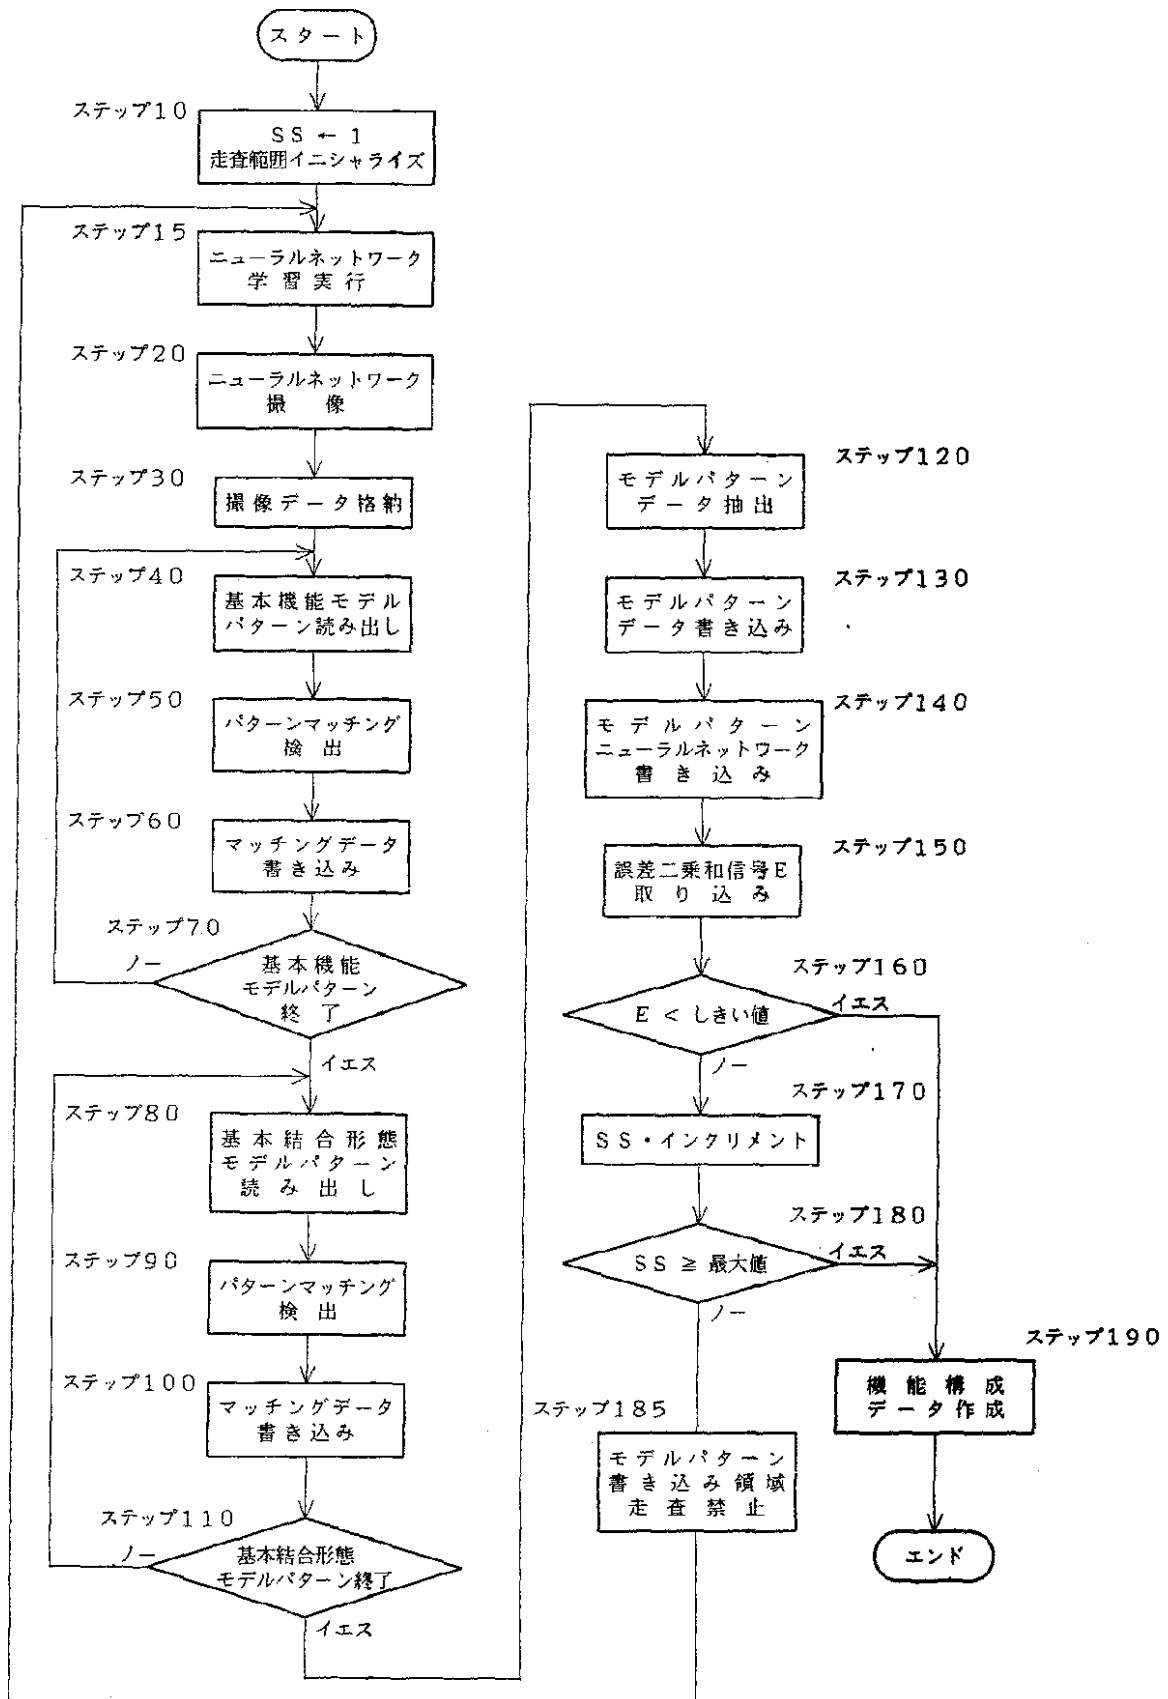 スタート
ステップ10
SS ← 1
走査範囲イニシャライズ
ステップ15
ニューラルネットワーク
学習実行
ステップ20
ニューラルネットワーク
撮像
ステップ30
撮像データ格納
ステップ40
基本機能モデル
パターン読み出し
ステップ50
パターンマッチング
検出
ステップ60
マッチングデータ
書き込み
ステップ70
ノー
基本機能
モデルパターン
終了
イエス
ステップ80
基本結合形態
モデルパターン
読み出し
ステップ90
パターンマッチング
検出
ステップ100
マッチングデータ
書き込み
ステップ110
ノー
基本結合形態
モデルパターン終了
イエス
ステップ120
モデルパターン
データ抽出
ステップ130
モデルパターン
データ書き込み
ステップ140
モデルパターン
ニューラルネットワーク
書き込み
ステップ150
誤差二乗和信号E
取り込み
ステップ160
E < しきい値
イエス
ノー
ステップ170
SS・インクリメント
ステップ180
SS ≧ 最大値
イエス
ノー
ステップ185
モデルパターン
書き込み領域
走査禁止
ステップ190
機能構成
データ作成
エンド